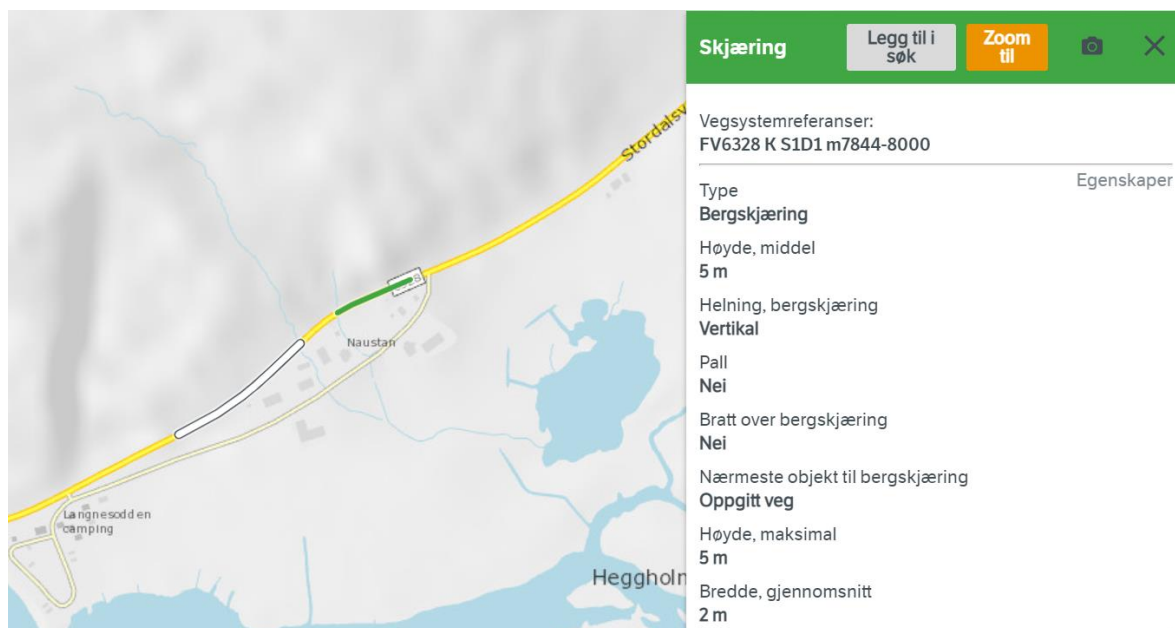 Stordalsv
Naustan
Langnesodden
camping
Heggholm
Skjæring
Legg til i
søk
Zoom
til
Vegsystemreferanser:
FV6328 K S1D1 m7844-8000
Egenskaper
Type
Bergskjæring
Høyde, middel
5 m
Helning, bergskjæring
Vertikal
Pall
Nei
Bratt over bergskjæring
Nei
Nærmeste objekt til bergskjæring
Oppgitt veg
Høyde, maksimal
5 m
Bredde, gjennomsnitt
2 m